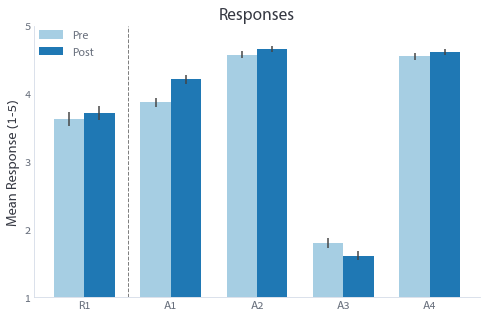 Responses
Pre
Post
Mean Response (1-5)
5
4
3
2
1
R1 A1 A2 A3 A4